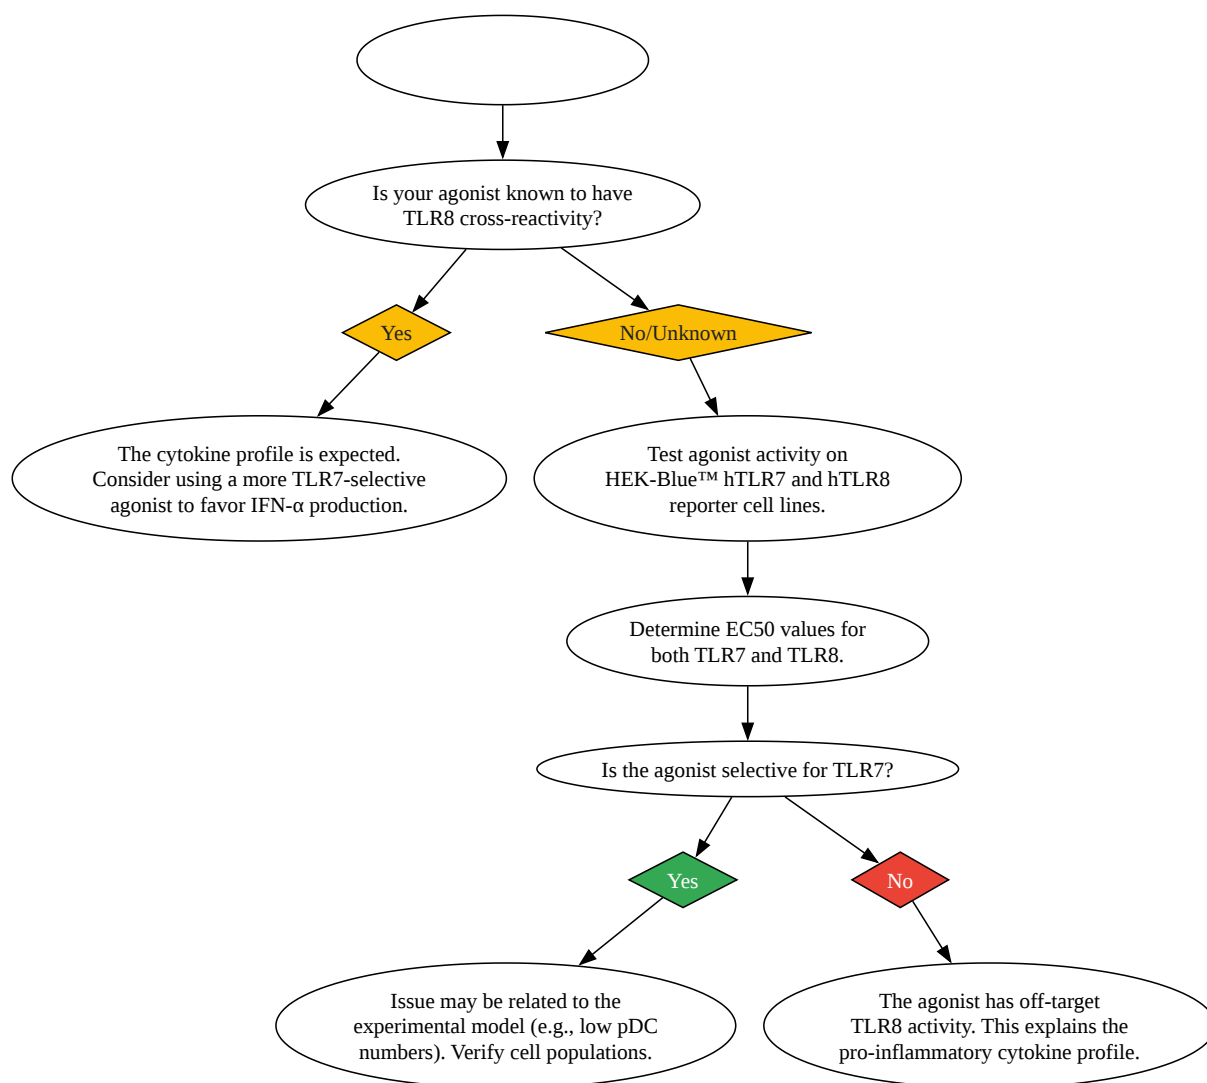 Is your agonist known to have
TLR8 cross-reactivity?
Yes
No/Unknown
The cytokine profile is expected.
Consider using a more TLR7-selective
agonist to favor IFN-α production.
Test agonist activity on
HEK-Blue™ hTLR7 and hTLR8
reporter cell lines.
Determine EC50 values for
both TLR7 and TLR8.
Is the agonist selective for TLR7?
Yes
No
Issue may be related to the
experimental model (e.g., low pDC
numbers). Verify cell populations.
The agonist has off-target
TLR8 activity. This explains the
pro-inflammatory cytokine profile.